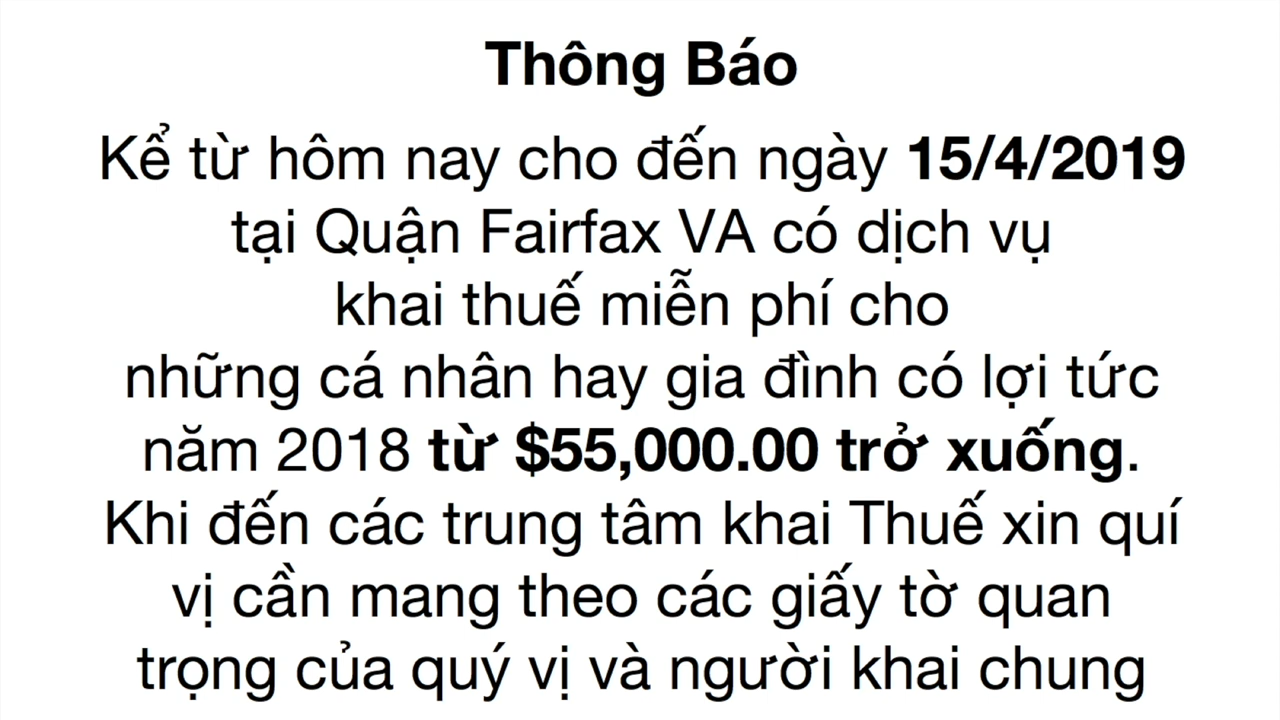 Thông Báo
Kể từ hôm nay cho đến ngày 15/4/2019
tại Quận Fairfax VA có dịch vụ
khai thuế miễn phí cho
những cá nhân hay gia đình có lợi tức
năm 2018 từ $55,000.00 trở xuống.
Khi đến các trung tâm khai Thuế xin quí
vị cần mang theo các giấy tờ quan
trọng của quý vị và người khai chung